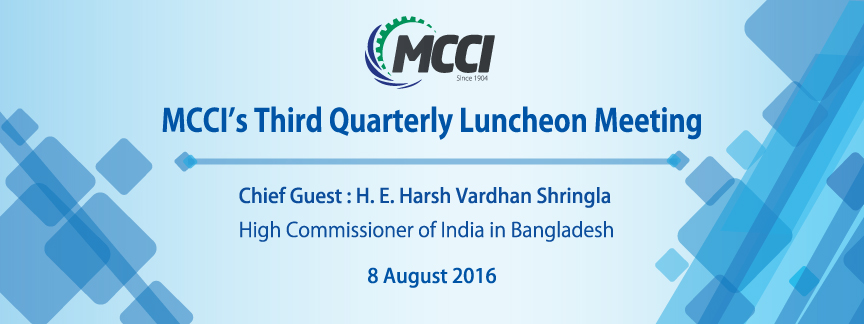 MCCI
Since 1904
MCCI's Third Quarterly Luncheon Meeting
Chief Guest : H. E. Harsh Vardhan Shringla
High Commissioner of India in Bangladesh
8 August 2016